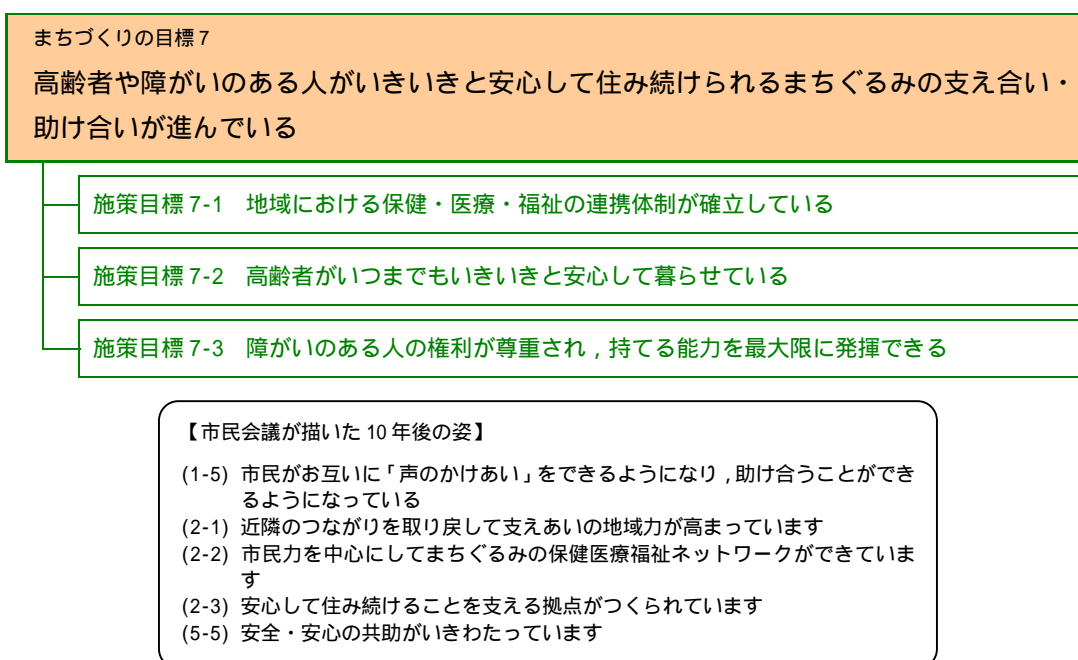 まちづくりの目標７
高齢者や障がいのある人がいきいきと安心して住み続けられるまちぐるみの支え合い・
助け合いが進んでいる
施策目標 7-1　地域における保健・医療・福祉の連携体制が確立している
施策目標 7-2　高齢者がいつまでもいきいきと安心して暮らせている
施策目標 7-3　障がいのある人の権利が尊重され，持てる能力を最大限に発揮できる
【市民会議が描いた 10 年後の姿】
(1-5) 市民がお互いに「声のかけあい」をできるようになり，助け合うことができ
るようになっている
(2-1) 近隣のつながりを取り戻して支えあいの地域力が高まっています
(2-2) 市民力を中心にしてまちぐるみの保健医療福祉ネットワークができていま
す
(2-3) 安心して住み続けることを支える拠点がつくられています
(5-5) 安全・安心の共助がいきわたっています